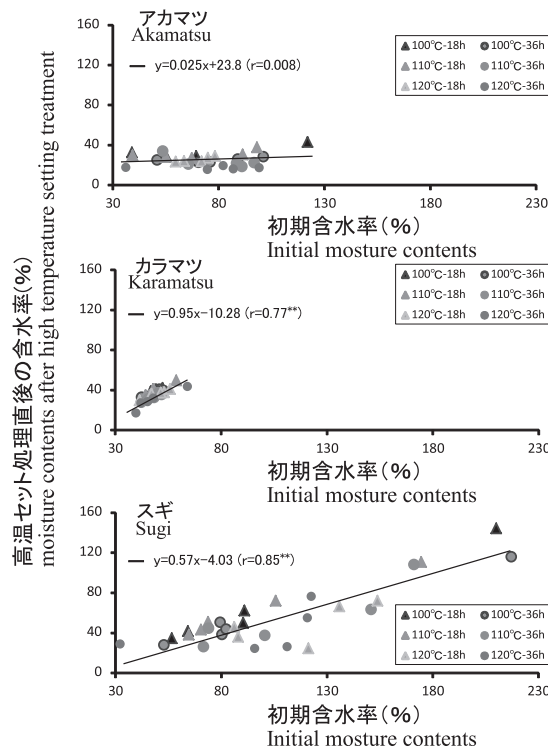 高温セット処理直後の含水率(%)
moisture contents after high temperature setting treatment
アカマツ
Akamatsu
y=0.025x+23.8 (r=0.008)
100℃-18h 100℃-36h
110℃-18h 110℃-36h
120℃-18h 120℃-36h
160
120
80
40
0
30 80 130 180 230
初期含水率(%)
Initial mosture contents
カラマツ
Karamatsu
y=0.95x-10.28 (r=0.77**)
100℃-18h 100℃-36h
110℃-18h 110℃-36h
120℃-18h 120℃-36h
160
120
80
40
0
30 80 130 180 230
初期含水率(%)
Initial mosture contents
スギ
Sugi
y=0.57x-4.03 (r=0.85**)
160
120
80
40
0
100℃-18h 100℃-36h
110℃-18h 110℃-36h
120℃-18h 120℃-36h
30 80 130 180 230
初期含水率(%)
Initial mosture contents